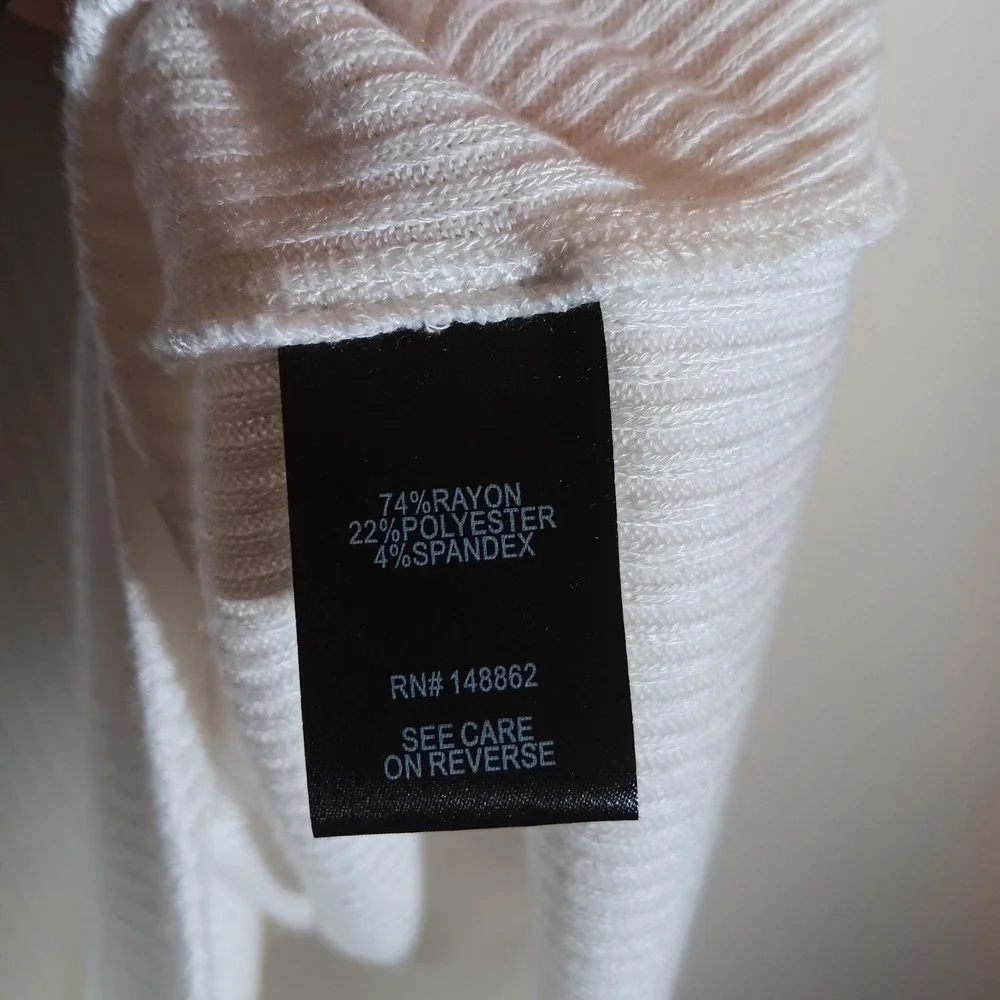 74%RAYON
22%POLYESTER
4%SPANDEX
RN# 148862
SEE CARE
ON REVERSE